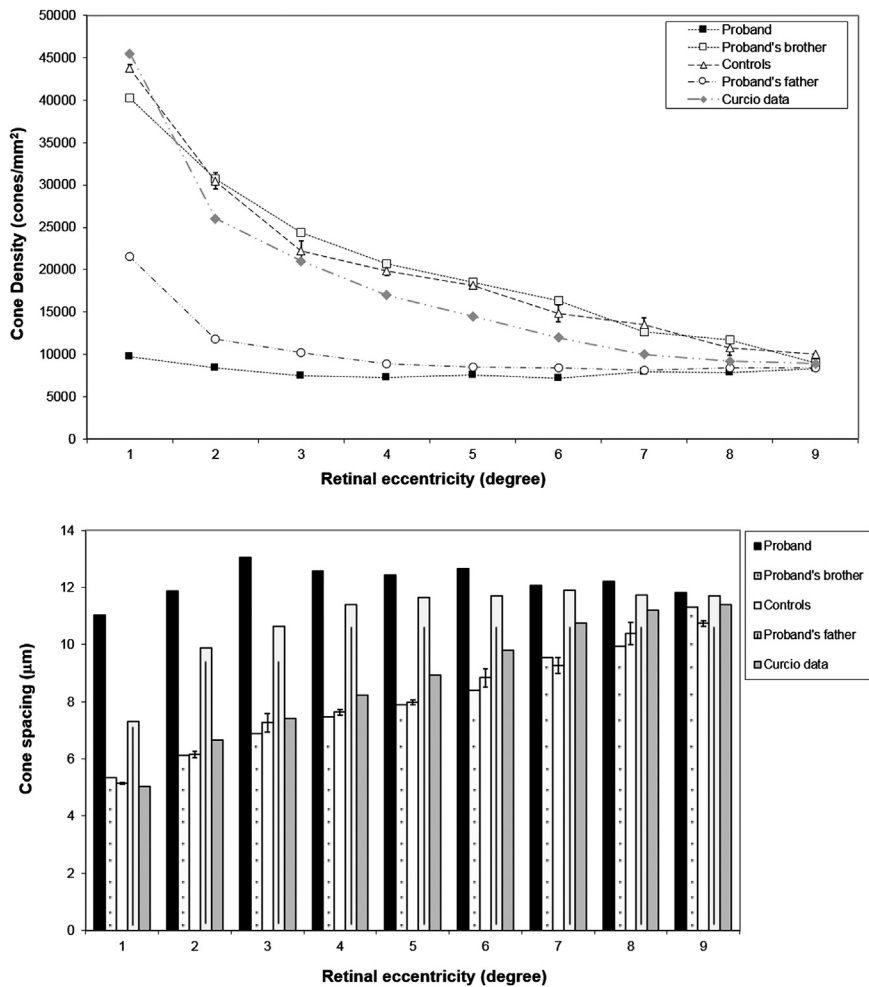 50000
45000
40000
35000
30000
25000
20000
15000
10000
5000
0
Cone Density (cones/mm²)
Proband
Proband's brother
Controls
Proband's father
Curcio data
1 2 3 4 5 6 7 8 9
Retinal eccentricity (degree)
14
12
10
8
6
4
2
0
Cone spacing (μm)
Proband
Proband's brother
Controls
Proband's father
Curcio data
1 2 3 4 5 6 7 8 9
Retinal eccentricity (degree)